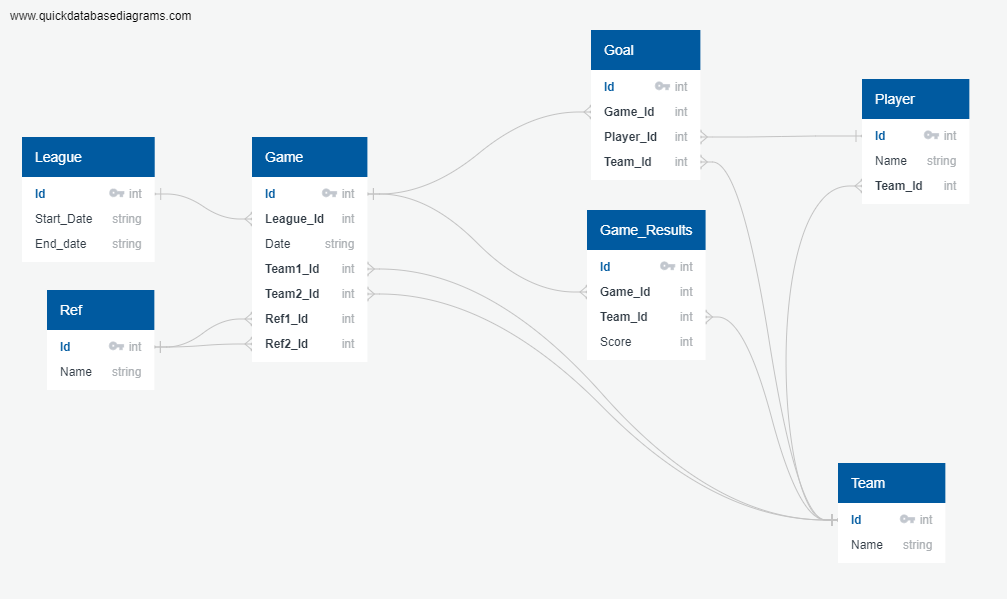 www.quickdatabasediagrams.com
League
Id int
Start_Date string
End_date string
Ref
Id int
Name string
Game
Id int
League_Id int
Date string
Team1_Id int
Team2_Id int
Ref1_Id int
Ref2_Id int
Goal
Id int
Game_Id int
Player_Id int
Team_Id int
Game_Results
Id int
Game_Id int
Team_Id int
Score int
Player
Id int
Name string
Team_Id int
Team
Id int
Name string